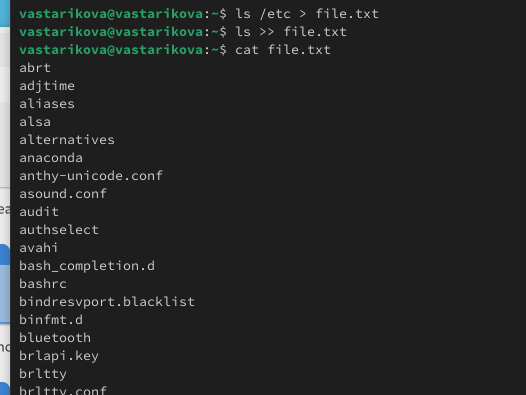 vastarikova@vastarikova:~$ ls /etc > file.txt
vastarikova@vastarikova:~$ ls >> file.txt
vastarikova@vastarikova:~$ cat file.txt
abrt
adjtime
aliases
alsa
alternatives
anaconda
anthy-unicode.conf
asound.conf
audit
authselect
avahi
bash_completion.d
bashrc
bindresvport.blacklist
binfmt.d
bluetooth
brlapi.key
brltty
brltty.conf